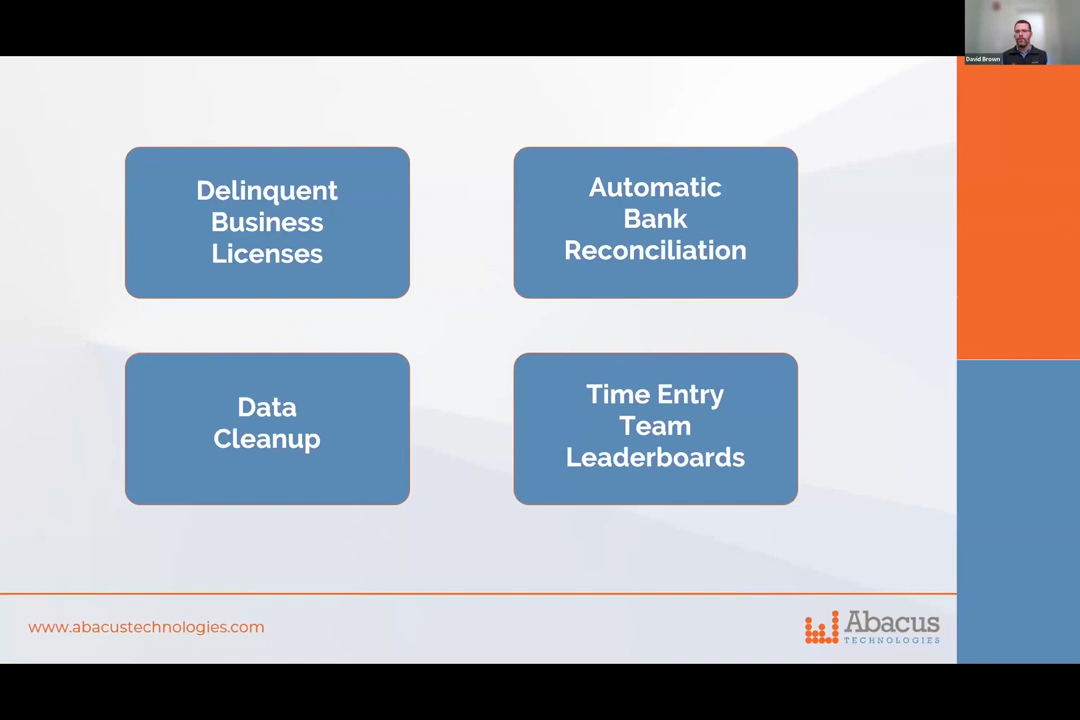 David Brown
Delinquent
Business
Licenses
Automatic
Bank
Reconciliation
Data
Cleanup
Time Entry
Team
Leaderboards
www.abacustechnologies.com
Abacus
TECHNOLOGIES